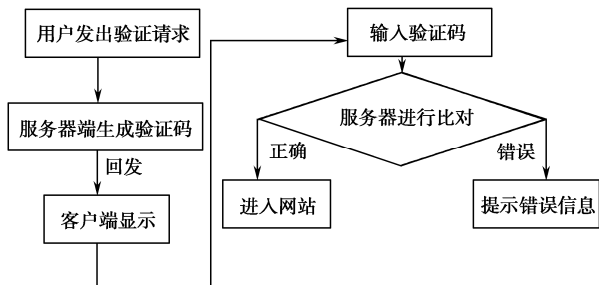 用户发出验证请求
服务器端生成验证码
回发
客户端显示
输入验证码
服务器进行比对
正确
错误
进入网站
提示错误信息